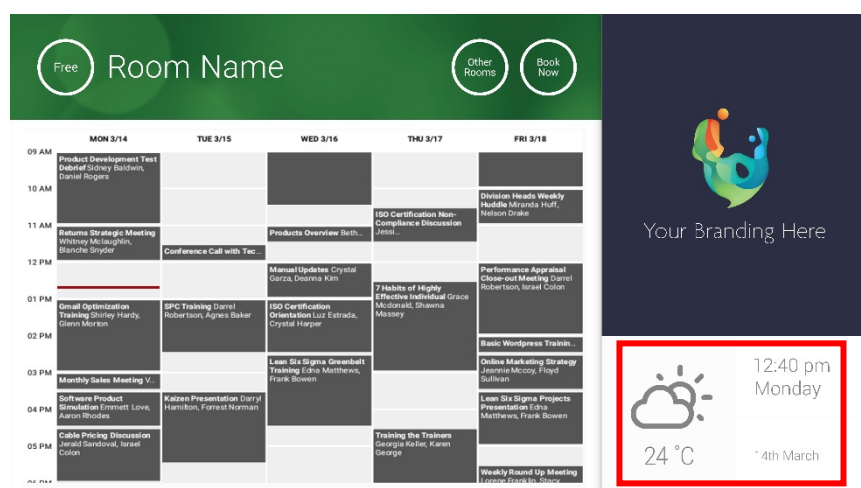 Free
Room Name
Other
Rooms
Book
Now
MON 3/14
TUE 3/15
WED 3/16
THU 3/17
FRI 3/18
09 AM
10 AM
11 AM
12 PM
01 PM
02 PM
03 PM
04 PM
05 PM
06 PM
Product Development Test
Debrief Sidney Baldwin,
Daniel Rogers
Returns Strategic Meeting
Whitney Mclaughlin,
Blanche Snyder
Gmail Optimization
Training Shirley Hardy,
Glenn Morton
Monthly Sales Meeting V...
Software Product
Simulation Emmett Love,
Aaron Rhodes
Cable Pricing Discussion
Jerald Sandoval, Israel
Colon
Conference Call with Tec...
SPC Training Darrel
Robertson, Agnes Baker
Kaizen Presentation Darryl
Hamilton, Forrest Norman
Products Overview Beth...
Manual Updates Crystal
Garza, Deanna Kim
ISO Certification
Orientation Luz Estrada,
Crystal Harper
Lean Six Sigma Greenbelt
Training Edna Matthews,
Frank Bowen
ISO Certification Non-
Compliance Discussion
Jessi...
7 Habits of Highly
Effective Individual Grace
Mcdonald, Shawna
Massey
Training the Trainers
Georgia Keller, Karen
George
Division Heads Weekly
Huddle Miranda Huff,
Nelson Drake
Performance Appraisal
Close-out Meeting Darrel
Robertson, Israel Colon
Basic Wordpress Trainin...
Online Marketing Strategy
Jeannie Mccoy, Floyd
Sullivan
Lean Six Sigma Projects
Presentation Edna
Matthews, Frank Bowen
Weekly Round Up Meeting
Lorene Franklin, Stacy
Your Branding Here
12:40 pm
Monday
24 °C
14th March